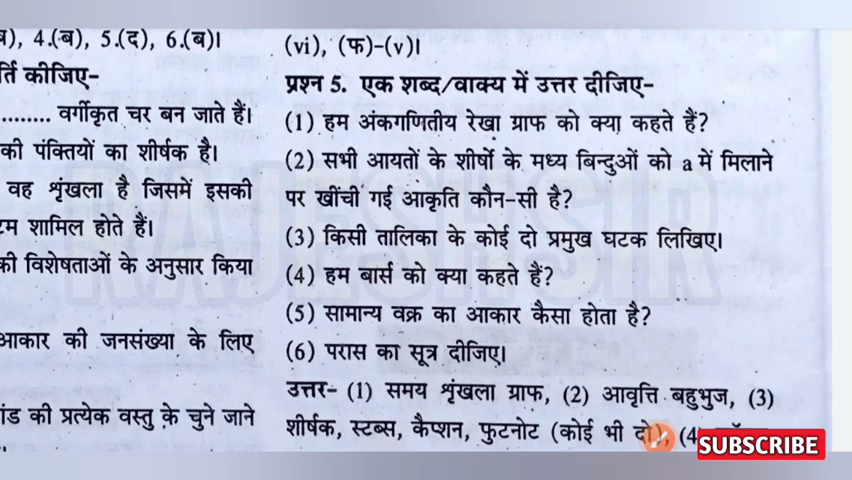 ब), 4.(ब), 5.(द), 6.(ब)।
र्ति कीजिए-
......... वर्गीकृत चर बन जाते हैं।
की पंक्तियों का शीर्षक है।
वह शृंखला है जिसमें इसकी
टम शामिल होते हैं।
की विशेषताओं के अनुसार किया
आकार की जनसंख्या के लिए
ांड की प्रत्येक वस्तु के चुने जाने
(vi), (फ)-(v)।
प्रश्न 5. एक शब्द/वाक्य में उत्तर दीजिए-
(1) हम अंकगणितीय रेखा ग्राफ को क्या कहते हैं?
(2) सभी आयतों के शीर्षो के मध्य बिन्दुओं को a में मिलाने
पर खींची गई आकृति कौन-सी है?
(3) किसी तालिका के कोई दो प्रमुख घटक लिखिए।
(4) हम बार्स को क्या कहते हैं?
(5) सामान्य वक्र का आकार कैसा होता है?
(6) परास का सूत्र दीजिए।
उत्तर- (1) समय शृंखला ग्राफ, (2) आवृत्ति बहुभुज, (3)
शीर्षक, स्टब्स, कैप्शन, फुटनोट (कोई भी दो), (4)
RAJESH SIR
SUBSCRIBE